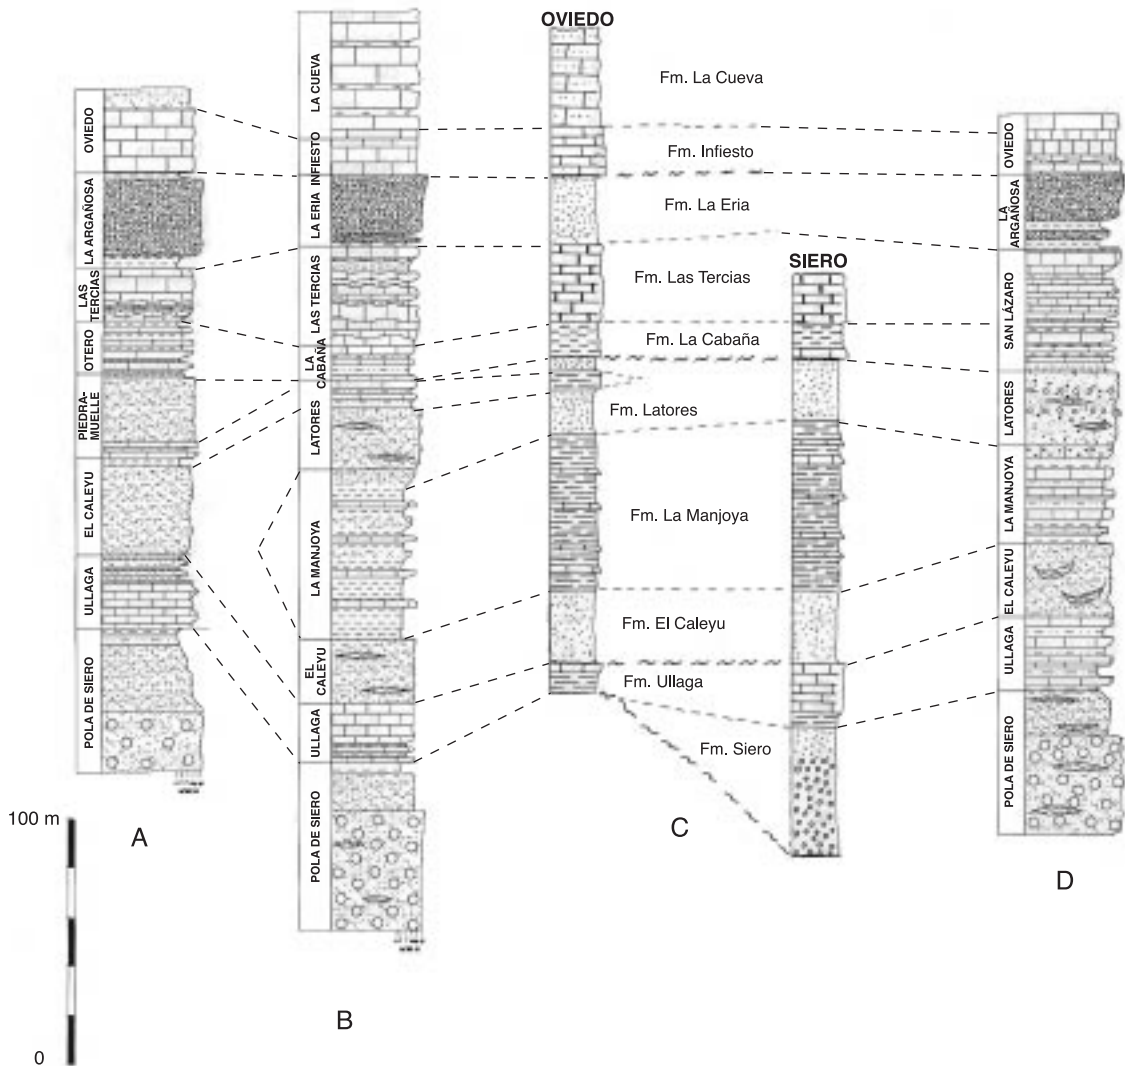 OVIEDO
LA ARGAÑOSA
LAS
TERCIAS
OTERO
PIEDRA-
MUELLE
EL CALEYU
ULLAGA
POLA DE SIERO
A
LA CUEVA
INFIESTO
LA ERIA
LAS TERCIAS
LA
CABAÑA
LATORES
LA MANJOYA
EL
CALEYU
ULLAGA
POLA DE SIERO
B
OVIEDO
SIERO
Fm. La Cueva
Fm. Infiesto
Fm. La Eria
Fm. Las Tercias
Fm. La Cabaña
Fm. Latores
Fm. La Manjoya
Fm. El Caleyu
Fm. Ullaga
Fm. Siero
C
OVIEDO
LA
ARGAÑOSA
SAN LÁZARO
LATORES
LA MANJOYA
EL CALEYU
ULLAGA
POLA DE SIERO
D
100 m
0